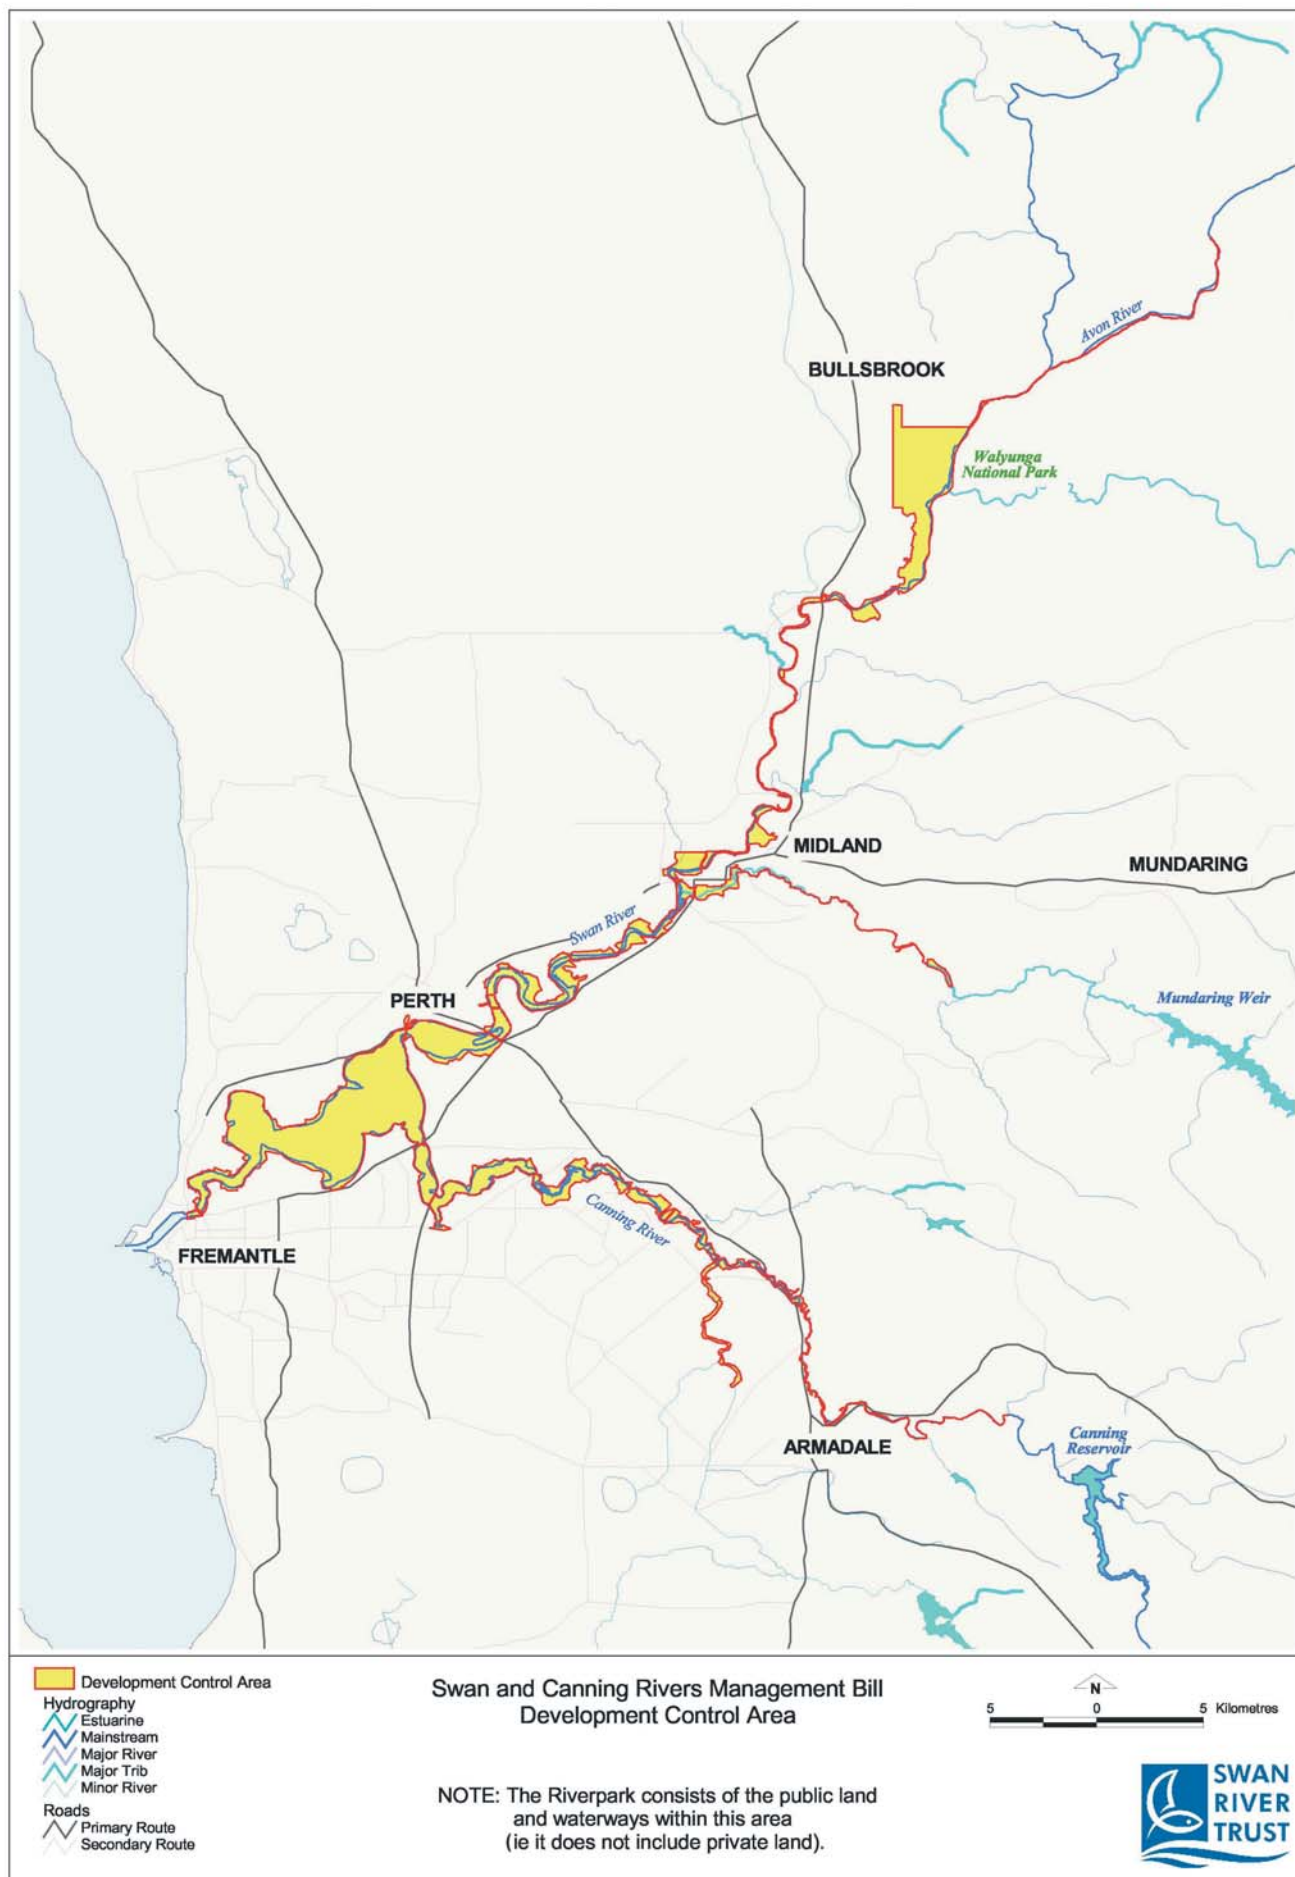 Avon River
BULLSBROOK
Walyunga
National Park
MIDLAND
MUNDARING
Swan River
PERTH
Mundaring Weir
Canning River
FREMANTLE
ARMADALE
Canning
Reservoir
Development Control Area
Hydrography
Estuarine
Mainstream
Major River
Major Trib
Minor River
Roads
Primary Route
Secondary Route
Swan and Canning Rivers Management Bill
Development Control Area
NOTE: The Riverpark consists of the public land
and waterways within this area
(ie it does not include private land).
N
5 0 5 Kilometres
SWAN
RIVER
TRUST